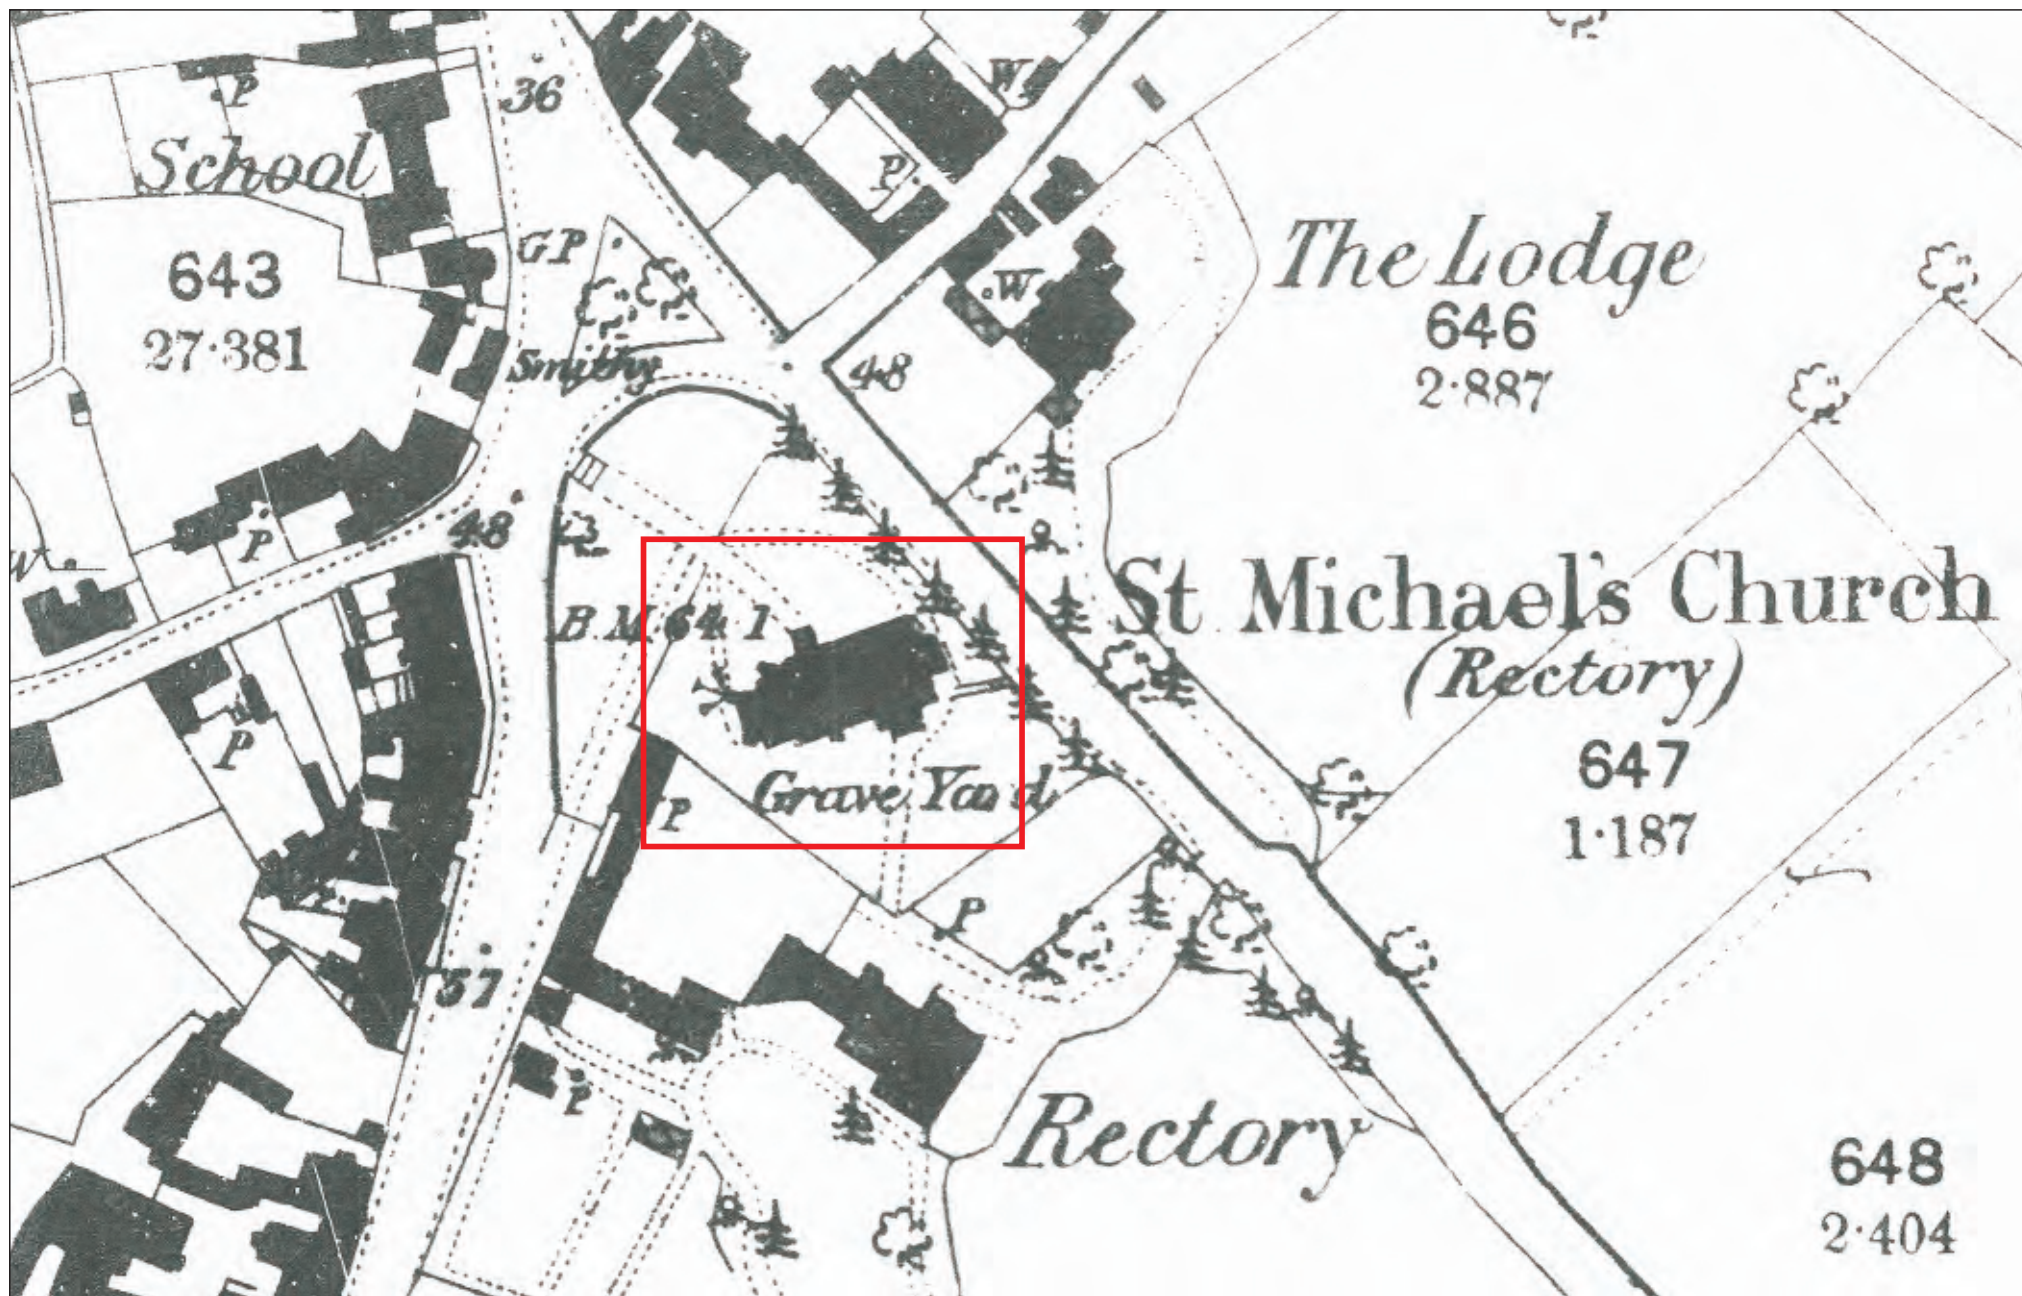 36
W
P
School
P
GP
The Lodge
643
W
646
27·381
Smithy
48
2·887
48
P
St Michael's Church
B.M. 64·1
(Rectory)
P
647
Grave Yard
P
1·187
P
P
37
P
Rectory
648
2·404